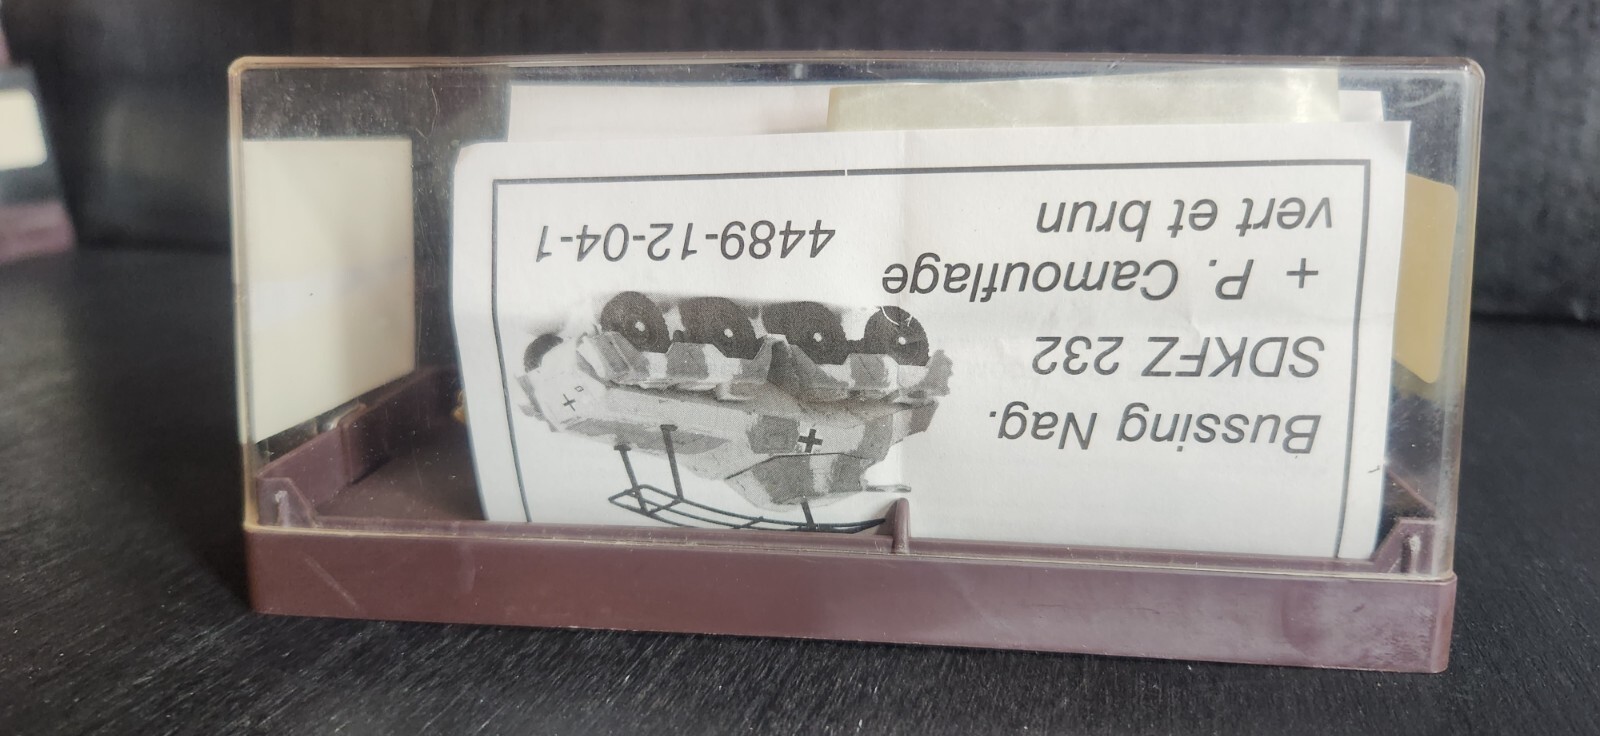 Bussing Nag.
SDKFZ 232
+ P. Camouflage
vert et brun
4489-12-04-1